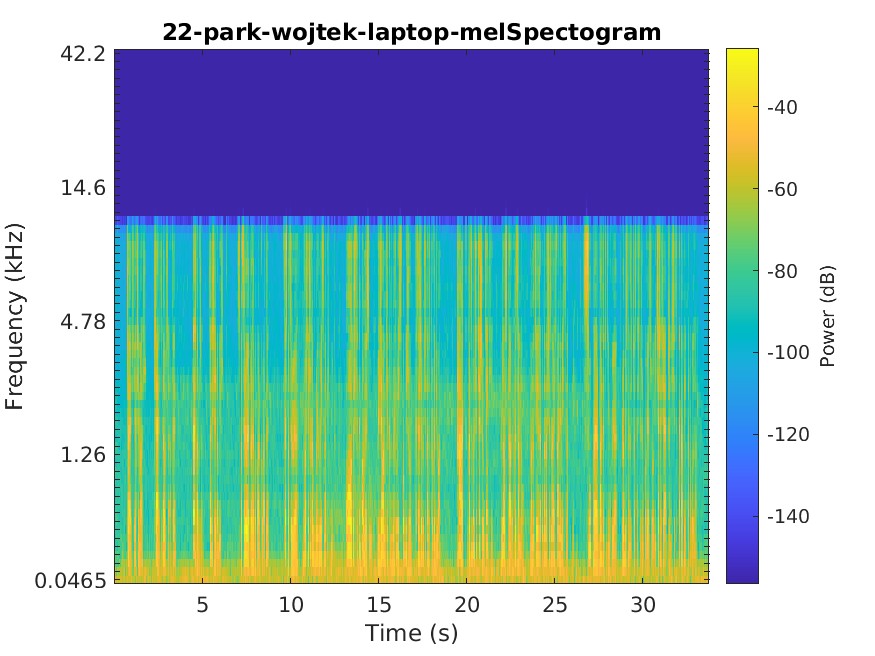 22-park-wojtek-laptop-melSpectogram
42.2
14.6
4.78
1.26
0.0465
Frequency (kHz)
5 10 15 20 25 30
Time (s)
-40
-60
-80
-100
-120
-140
Power (dB)